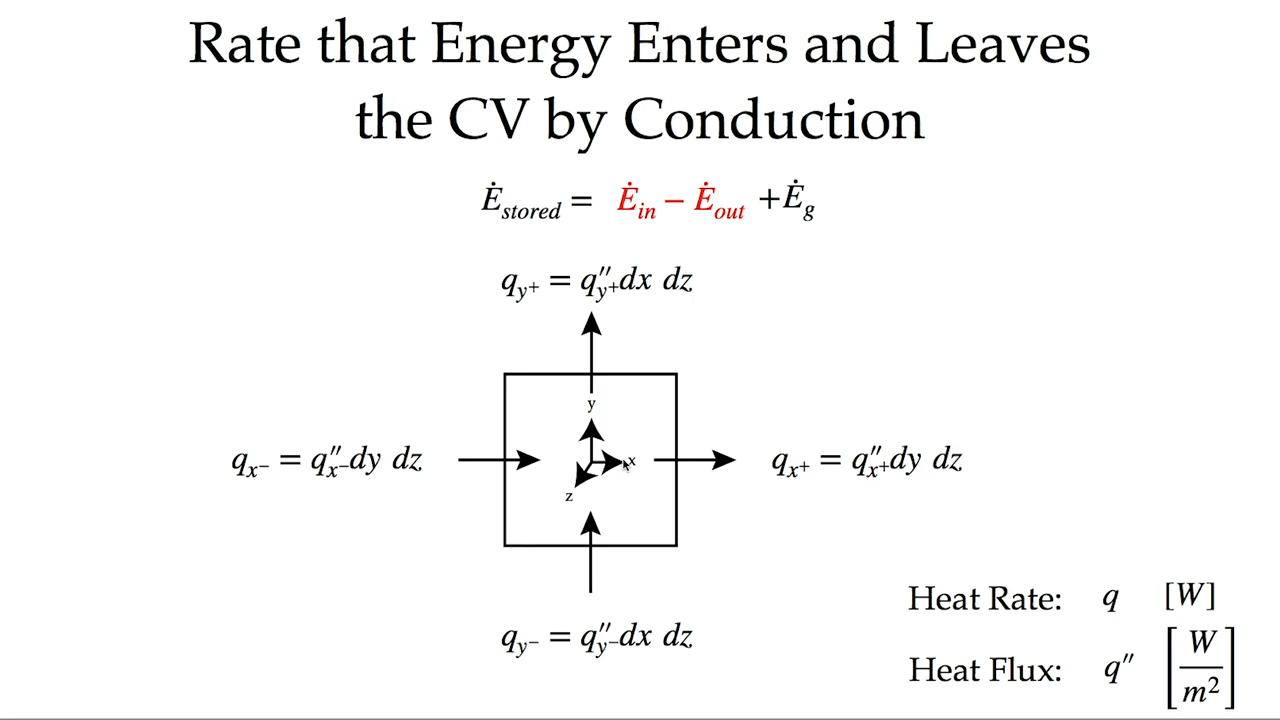 Rate that Energy Enters and Leaves
the CV by Conduction
Ė_stored = Ė_in − Ė_out + Ė_g
q_y⁺ = q″_y⁺ dx dz
y
q_x⁻ = q″_x⁻ dy dz
x
q_x⁺ = q″_x⁺ dy dz
z
q_y⁻ = q″_y⁻ dx dz
Heat Rate: q [W]
Heat Flux: q″ [W/m²]